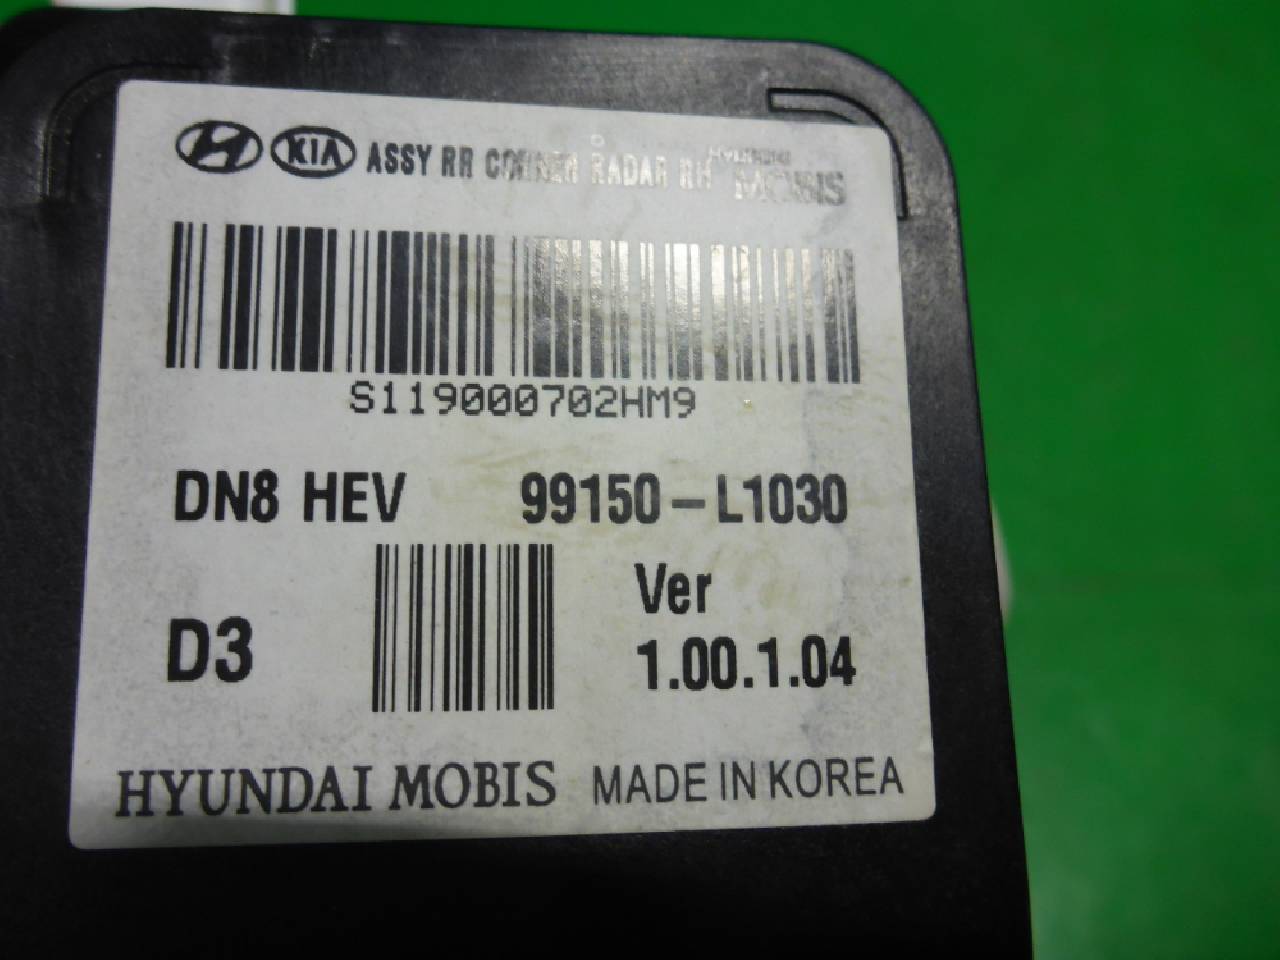 KIA ASSY RR CORNER RADAR RH HYUNDAI
MOBIS
S119000702HM9
DN8 HEV 99150-L1030
D3 Ver
1.00.1.04
HYUNDAI MOBIS MADE IN KOREA